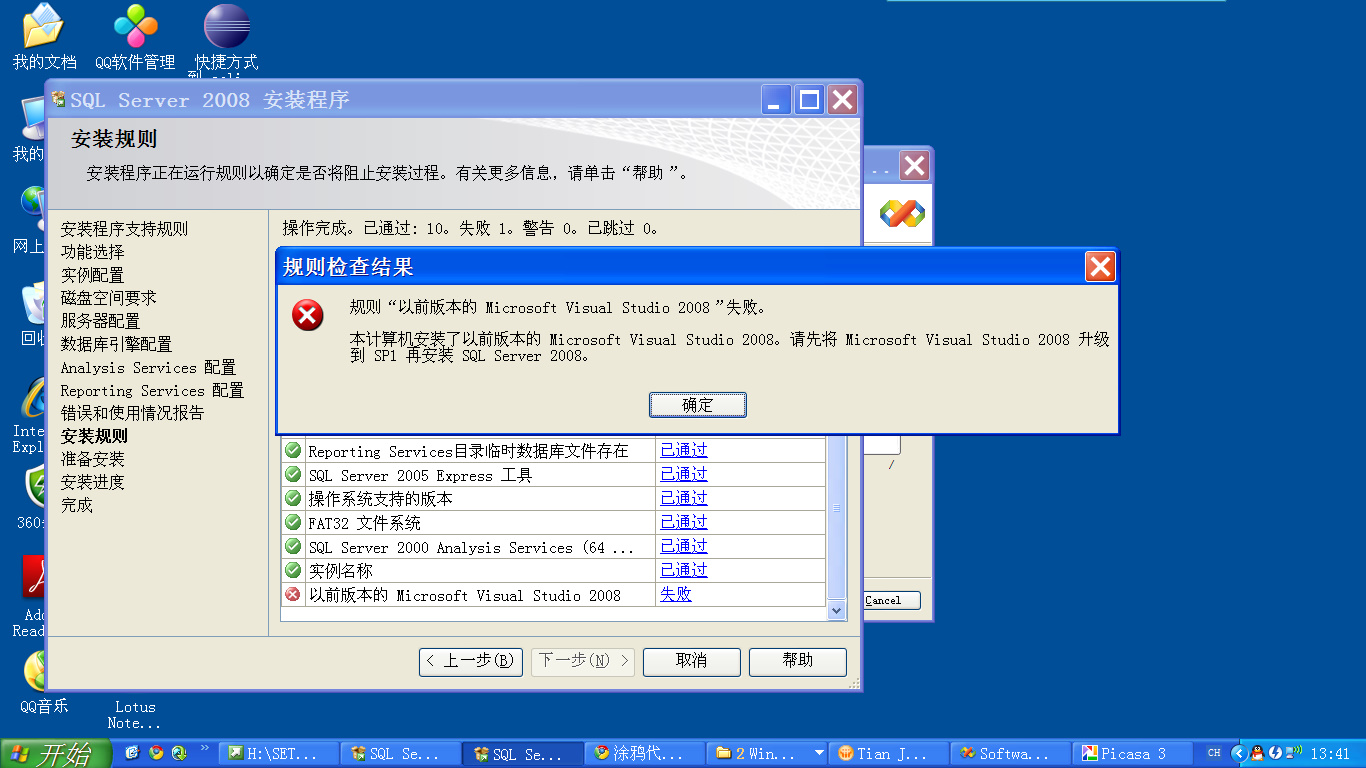 我的文档
QQ软件管理
快捷方式
SQL Server 2008 安装程序
安装规则
安装程序正在运行规则以确定是否将阻止安装过程。有关更多信息，请单击“帮助”。
我的
网上
回收
Inte
Expl
360
Ado
Read
QQ音乐
Lotus
Note...
安装程序支持规则
功能选择
实例配置
磁盘空间要求
服务器配置
数据库引擎配置
Analysis Services 配置
Reporting Services 配置
错误和使用情况报告
安装规则
准备安装
安装进度
完成
操作完成。已通过: 10。失败 1。警告 0。已跳过 0。
规则检查结果
规则“以前版本的 Microsoft Visual Studio 2008”失败。
本计算机安装了以前版本的 Microsoft Visual Studio 2008。请先将 Microsoft Visual Studio 2008 升级
到 SP1 再安装 SQL Server 2008。
确定
Reporting Services目录临时数据库文件存在 已通过
SQL Server 2005 Express 工具 已通过
操作系统支持的版本 已通过
FAT32 文件系统 已通过
SQL Server 2000 Analysis Services (64 ... 已通过
实例名称 已通过
以前版本的 Microsoft Visual Studio 2008 失败
< 上一步(B)
下一步(N) >
取消
帮助
Cancel
开始
H:\SET...
SQL Se...
SQL Se...
涂鸦代...
2 Win...
Tian J...
Softwa...
Picasa 3
CH
13:41